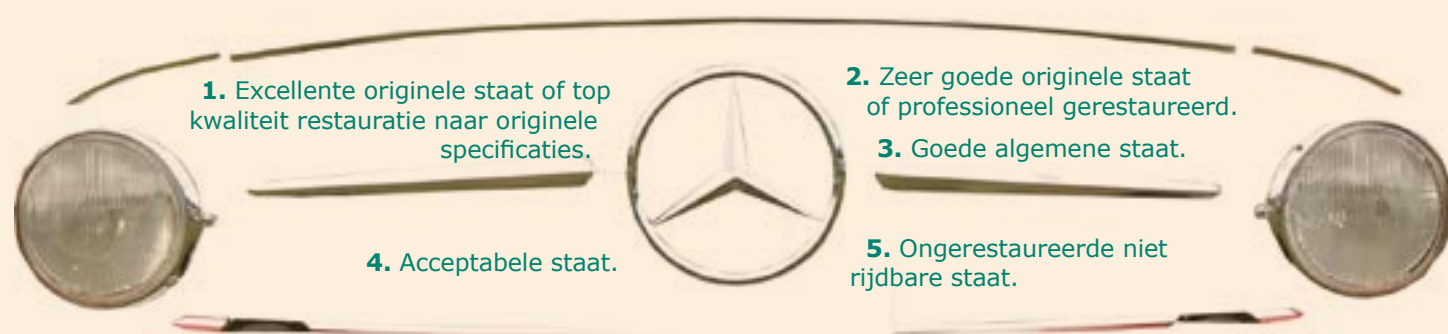 1. Excellente originele staat of top
kwaliteit restauratie naar originele
specificaties.
2. Zeer goede originele staat
of professioneel gerestaureerd.
3. Goede algemene staat.
4. Acceptabele staat.
5. Ongerestaureerde niet
rijdbare staat.